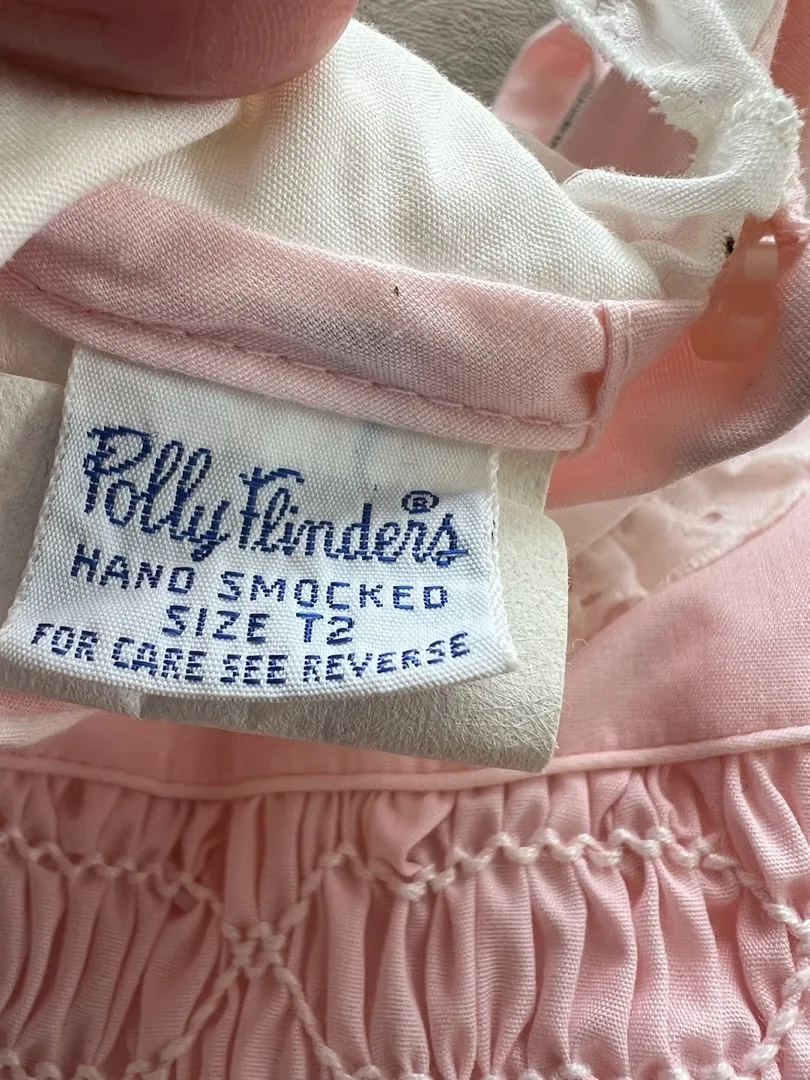 Polly Flinders®
HAND SMOCKED
SIZE T2
FOR CARE SEE REVERSE